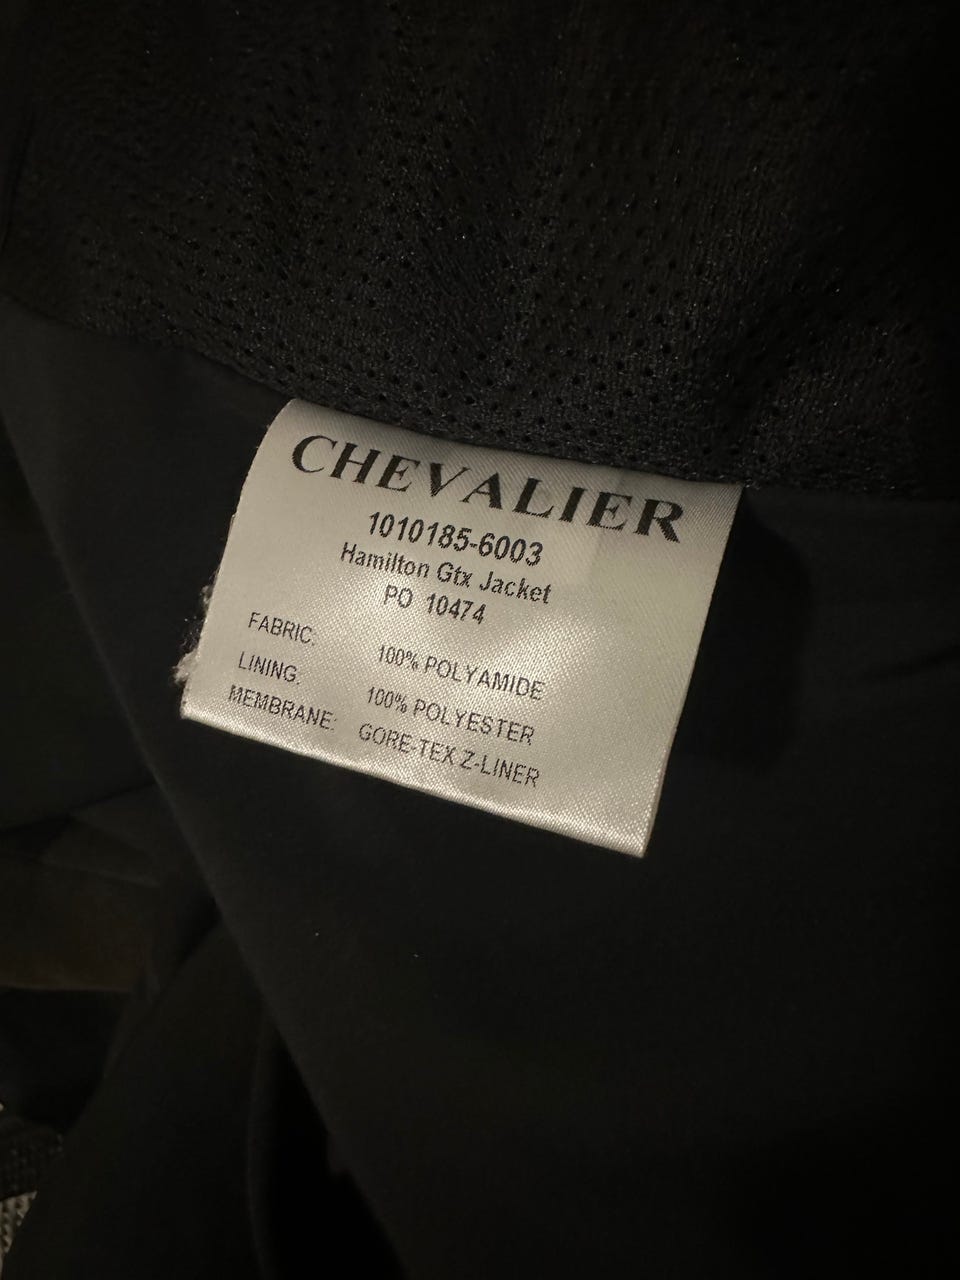 CHEVALIER
1010185-6003
Hamilton Gtx Jacket
PO 10474
FABRIC: 100% POLYAMIDE
LINING: 100% POLYESTER
MEMBRANE: GORE-TEX Z-LINER